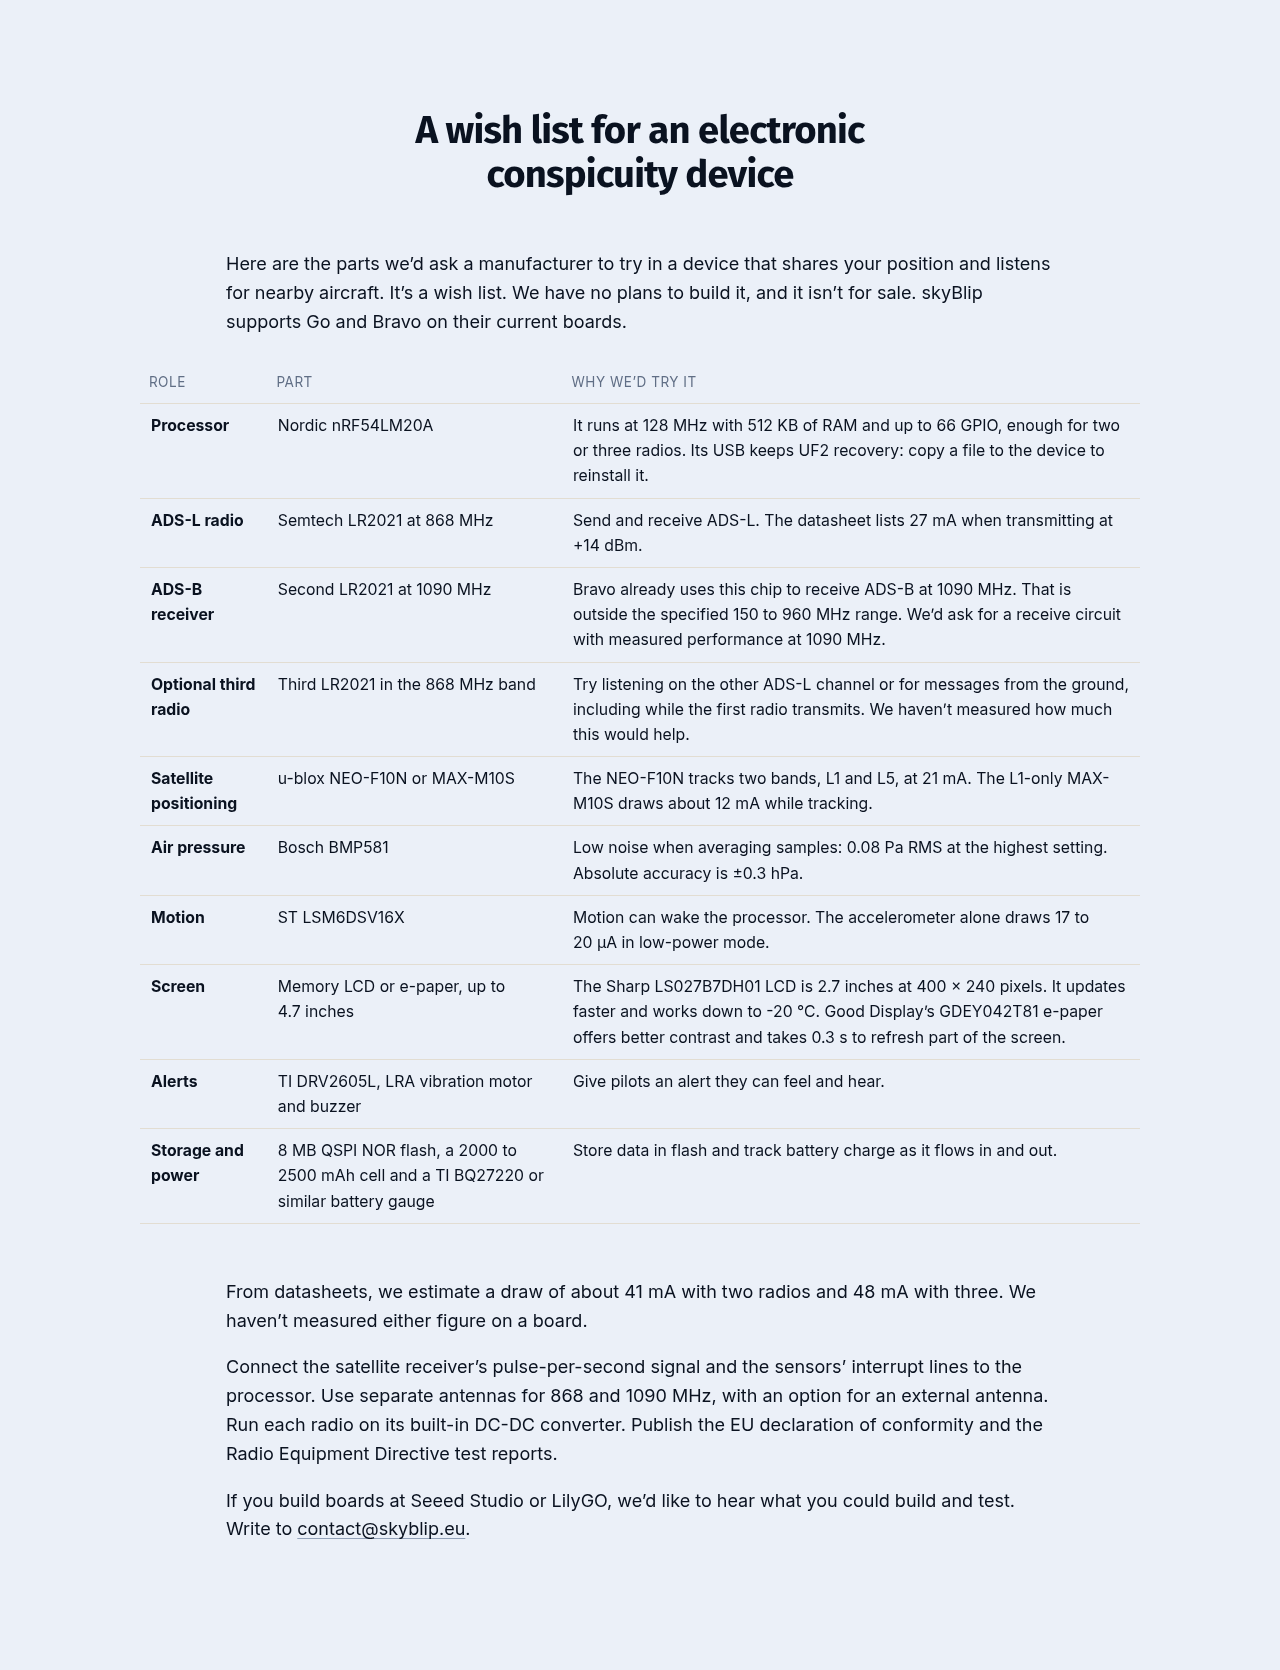 A wish list for an electronic
conspicuity device
Here are the parts we’d ask a manufacturer to try in a device that shares your position and listens
for nearby aircraft. It’s a wish list. We have no plans to build it, and it isn’t for sale. skyBlip
supports Go and Bravo on their current boards.
ROLE PART WHY WE’D TRY IT
Processor Nordic nRF54LM20A It runs at 128 MHz with 512 KB of RAM and up to 66 GPIO, enough for two
or three radios. Its USB keeps UF2 recovery: copy a file to the device to
reinstall it.
ADS-L radio Semtech LR2021 at 868 MHz Send and receive ADS-L. The datasheet lists 27 mA when transmitting at
+14 dBm.
ADS-B Second LR2021 at 1090 MHz Bravo already uses this chip to receive ADS-B at 1090 MHz. That is
receiver outside the specified 150 to 960 MHz range. We’d ask for a receive circuit
with measured performance at 1090 MHz.
Optional third Third LR2021 in the 868 MHz band Try listening on the other ADS-L channel or for messages from the ground,
radio including while the first radio transmits. We haven’t measured how much
this would help.
Satellite u-blox NEO-F10N or MAX-M10S The NEO-F10N tracks two bands, L1 and L5, at 21 mA. The L1-only MAX-
positioning M10S draws about 12 mA while tracking.
Air pressure Bosch BMP581 Low noise when averaging samples: 0.08 Pa RMS at the highest setting.
Absolute accuracy is ±0.3 hPa.
Motion ST LSM6DSV16X Motion can wake the processor. The accelerometer alone draws 17 to
20 µA in low-power mode.
Screen Memory LCD or e-paper, up to The Sharp LS027B7DH01 LCD is 2.7 inches at 400 × 240 pixels. It updates
4.7 inches faster and works down to -20 °C. Good Display’s GDEY042T81 e-paper
offers better contrast and takes 0.3 s to refresh part of the screen.
Alerts TI DRV2605L, LRA vibration motor Give pilots an alert they can feel and hear.
and buzzer
Storage and 8 MB QSPI NOR flash, a 2000 to Store data in flash and track battery charge as it flows in and out.
power 2500 mAh cell and a TI BQ27220 or
similar battery gauge
From datasheets, we estimate a draw of about 41 mA with two radios and 48 mA with three. We
haven’t measured either figure on a board.
Connect the satellite receiver’s pulse-per-second signal and the sensors’ interrupt lines to the
processor. Use separate antennas for 868 and 1090 MHz, with an option for an external antenna.
Run each radio on its built-in DC-DC converter. Publish the EU declaration of conformity and the
Radio Equipment Directive test reports.
If you build boards at Seeed Studio or LilyGO, we’d like to hear what you could build and test.
Write to contact@skyblip.eu.